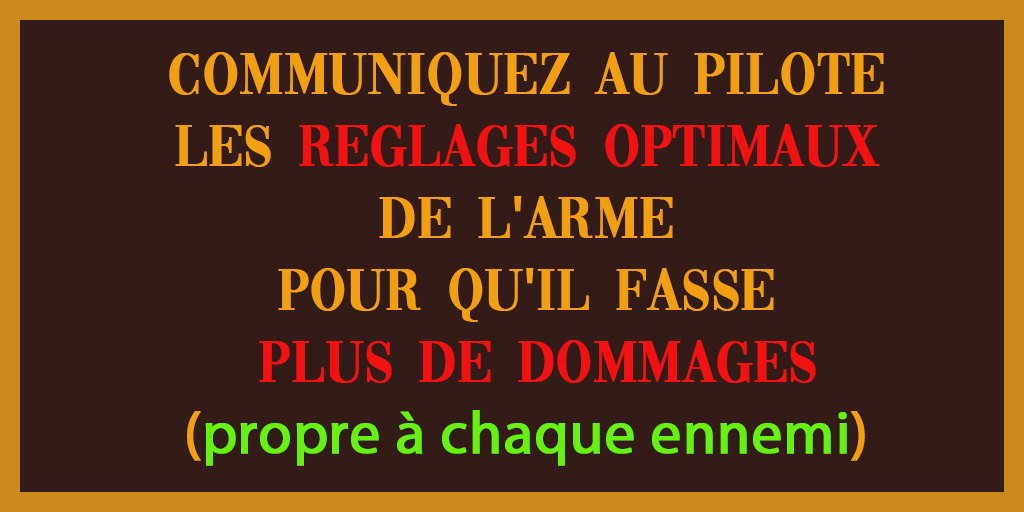 COMMUNIQUEZ AU PILOTE
LES REGLAGES OPTIMAUX
DE L'ARME
POUR QU'IL FASSE
PLUS DE DOMMAGES
(propre à chaque ennemi)